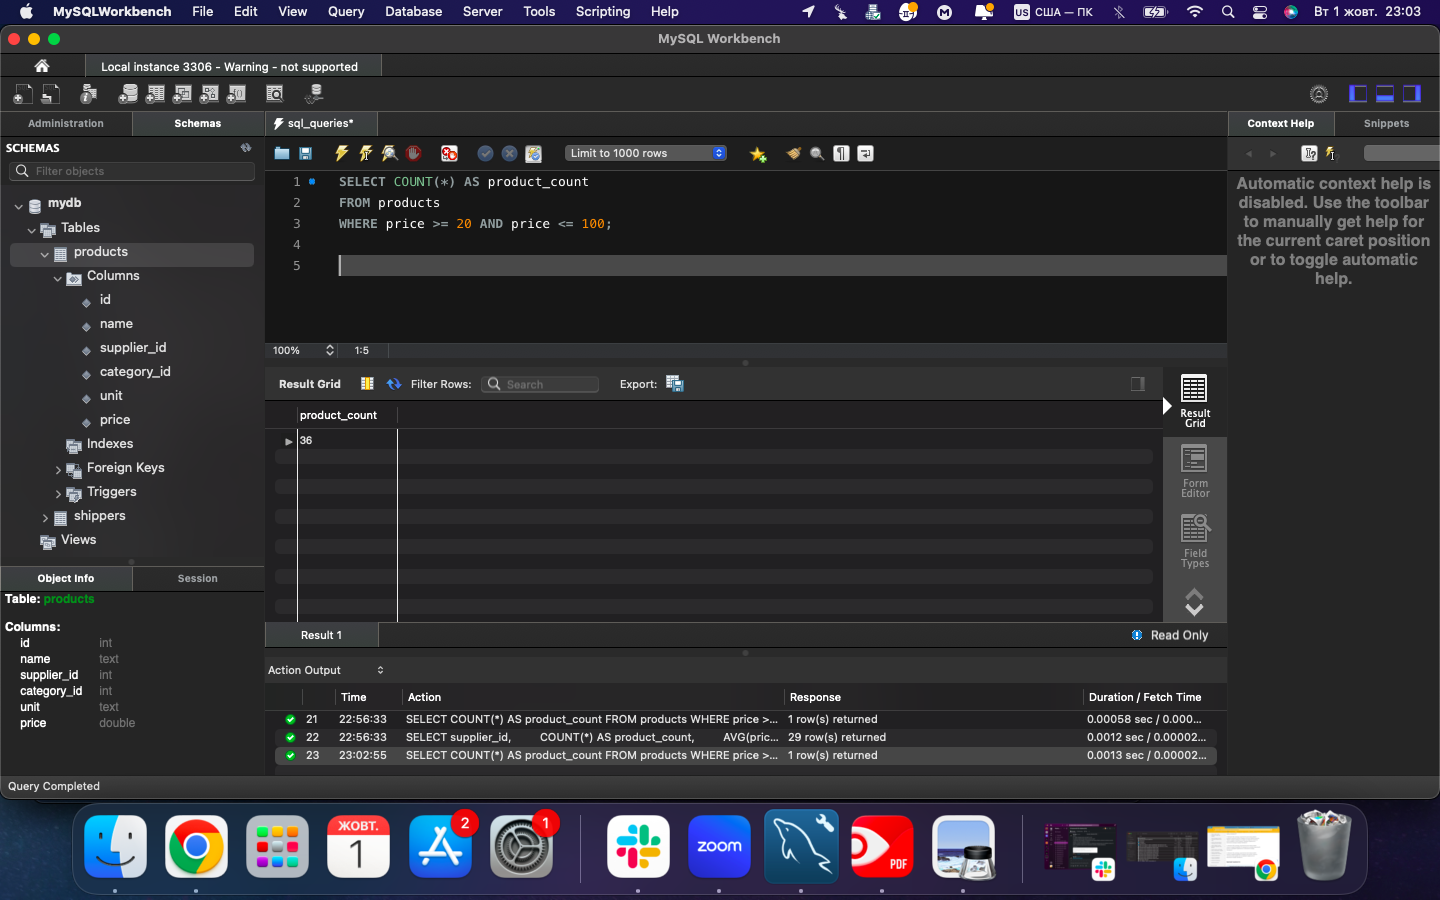 MySQLWorkbench File Edit View Query Database Server Tools Scripting Help US США — ПК Вт 1 жовт. 23:03
MySQL Workbench
Local instance 3306 - Warning - not supported
Administration Schemas sql_queries* Context Help Snippets
SCHEMAS
Filter objects
Limit to 1000 rows
mydb
Tables
products
Columns
id
name
supplier_id
category_id
unit
price
Indexes
Foreign Keys
Triggers
shippers
Views
1 SELECT COUNT(*) AS product_count
2 FROM products
3 WHERE price >= 20 AND price <= 100;
4
5
100% 1:5
Automatic context help is
disabled. Use the toolbar
to manually get help for
the current caret position
or to toggle automatic
help.
Result Grid Filter Rows: Search Export:
product_count
36
Result
Grid
Form
Editor
Field
Types
Result 1 Read Only
Object Info Session
Table: products
Columns:
id int
name text
supplier_id int
category_id int
unit text
price double
Action Output
Time Action Response Duration / Fetch Time
21 22:56:33 SELECT COUNT(*) AS product_count FROM products WHERE price >... 1 row(s) returned 0.00058 sec / 0.000...
22 22:56:33 SELECT supplier_id, COUNT(*) AS product_count, AVG(pric... 29 row(s) returned 0.0012 sec / 0.00002...
23 23:02:55 SELECT COUNT(*) AS product_count FROM products WHERE price >... 1 row(s) returned 0.0013 sec / 0.00002...
Query Completed
ЖОВТ.
1
2
1
zoom
PDF